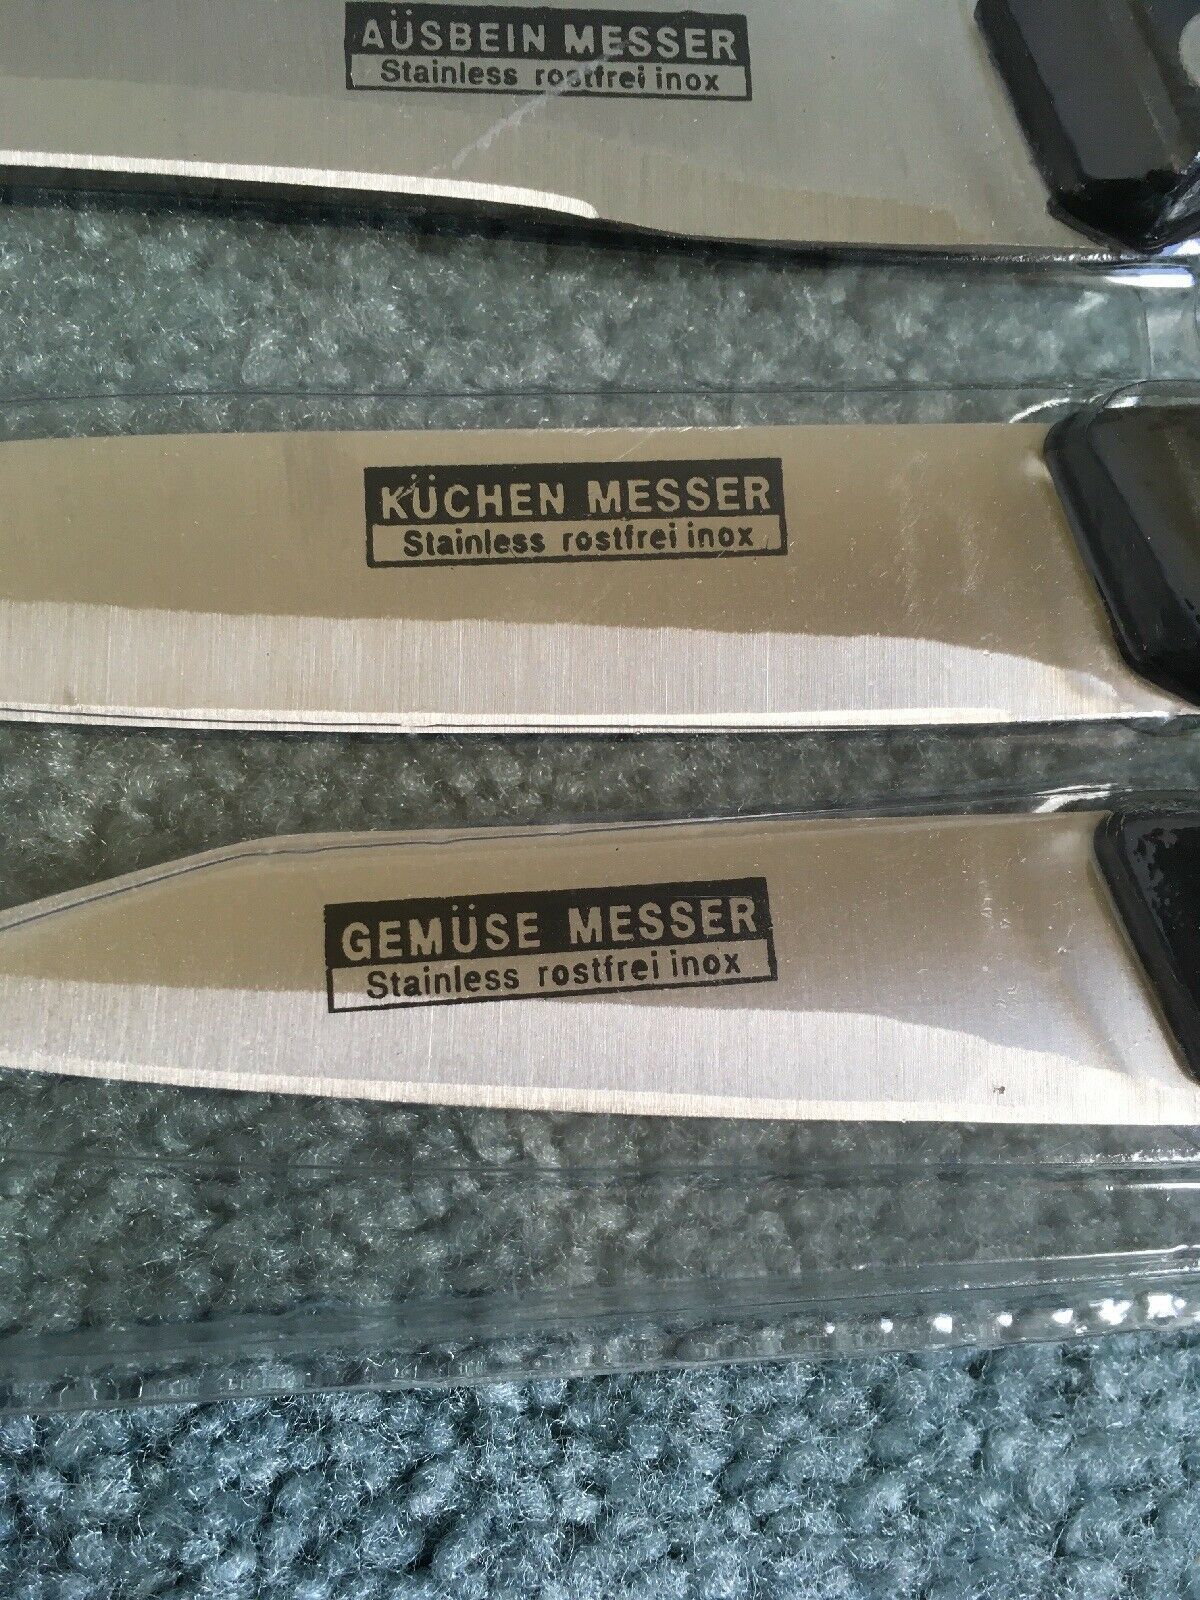 AÜSBEIN MESSER
Stainless rostfrei inox
KÜCHEN MESSER
Stainless rostfrei inox
GEMÜSE MESSER
Stainless rostfrei inox